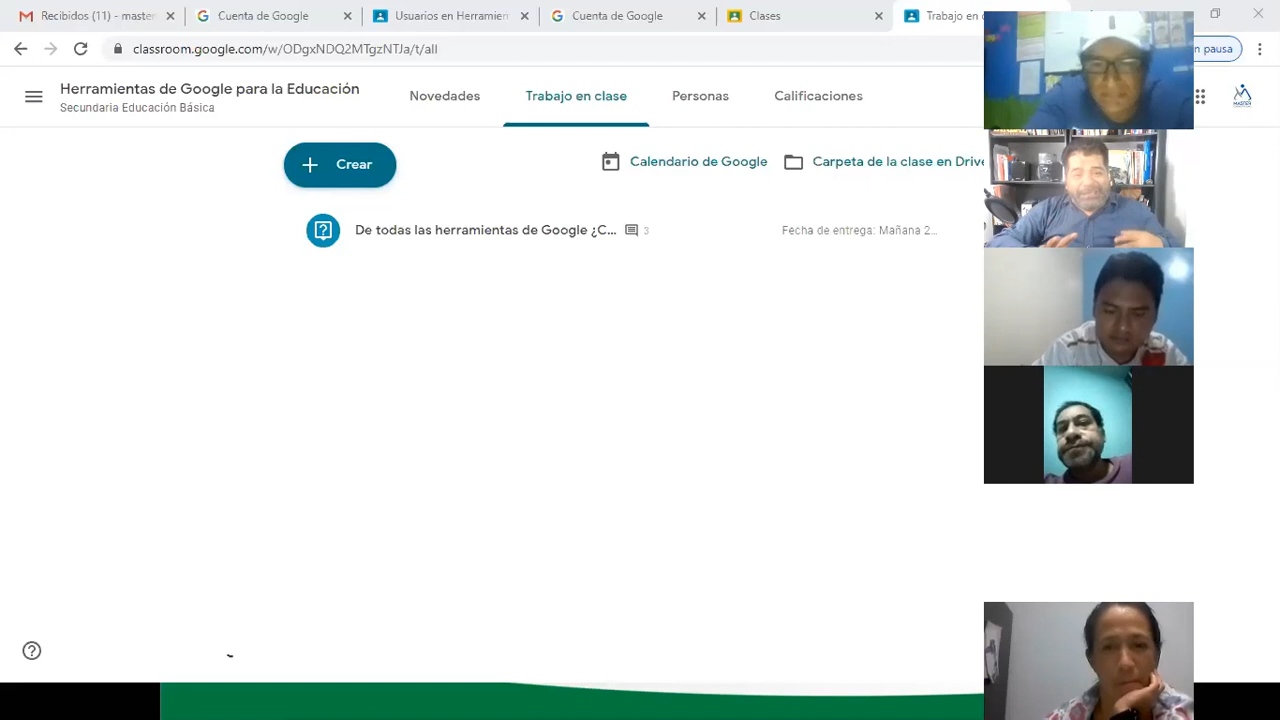 Recibidos (11) - maste
Cuenta de Google
Usuarios en Herramien
Cuenta de Google
Clases
Trabajo en c
classroom.google.com/w/ODgxNDQ2MTgzNTJa/t/all
n pausa
Herramientas de Google para la Educación
Secundaria Educación Básica
Novedades
Trabajo en clase
Personas
Calificaciones
Crear
Calendario de Google
Carpeta de la clase en Drive
De todas las herramientas de Google ¿C... 3
Fecha de entrega: Mañana 2...